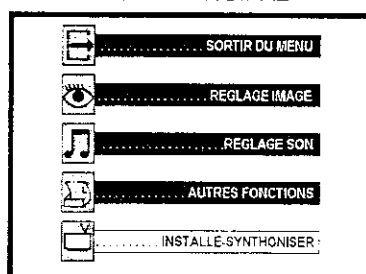 SORTIR DU MENU
REGLAGE IMAGE
REGLAGE SON
AUTRES FONCTIONS
INSTALLE-SYNTHONISER